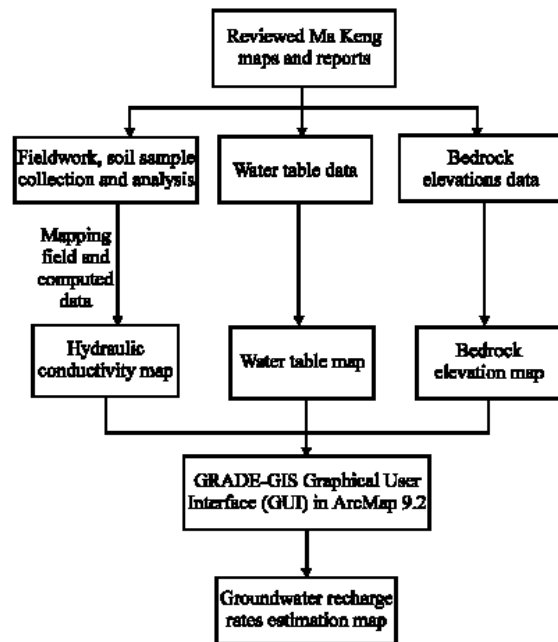 Reviewed Ma Keng
maps and reports
Fieldwork, soil sample
collection and analysis
Water table data
Bedrock
elevations data
Mapping
field and
computed
data
Hydraulic
conductivity map
Water table map
Bedrock
elevation map
GRADE-GIS Graphical User
Interface (GUI) in ArcMap 9.2
Groundwater recharge
rates estimation map